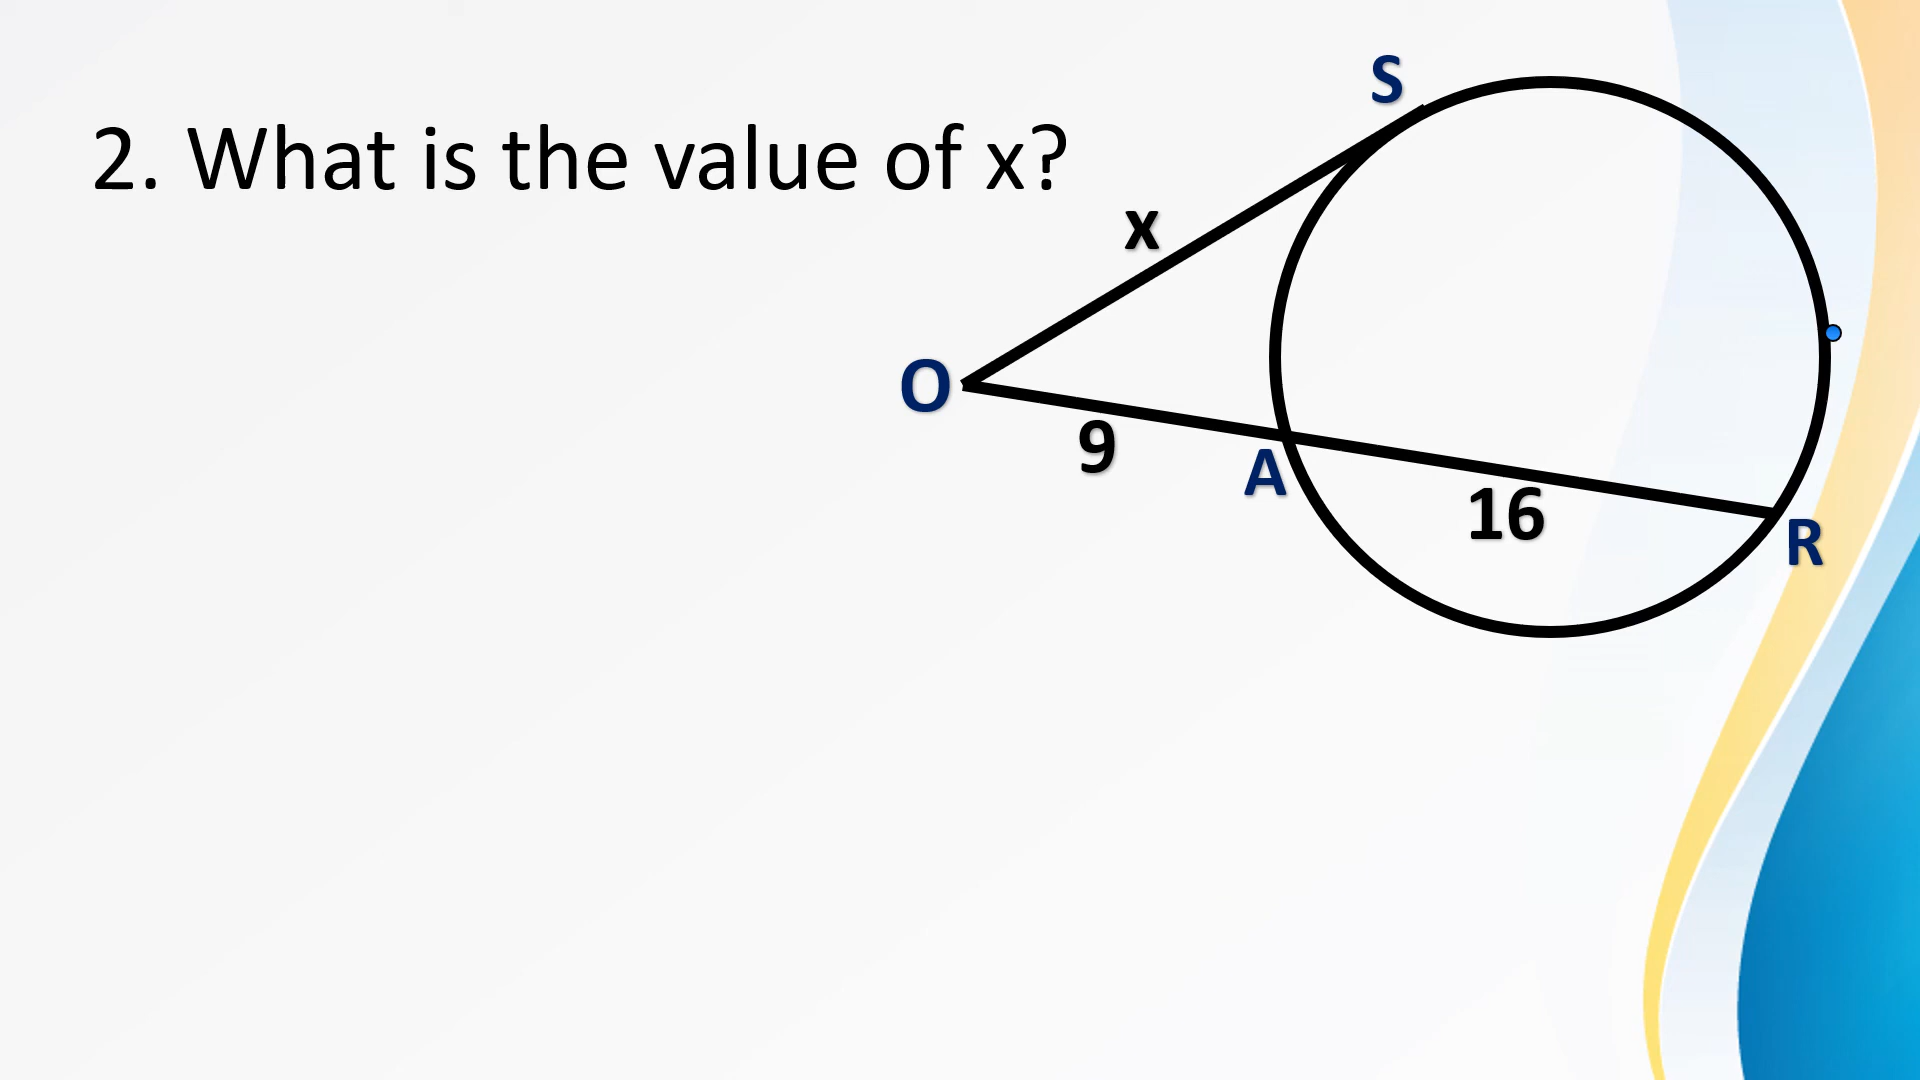 S
2. What is the value of x?
x
O
9
A
16
R